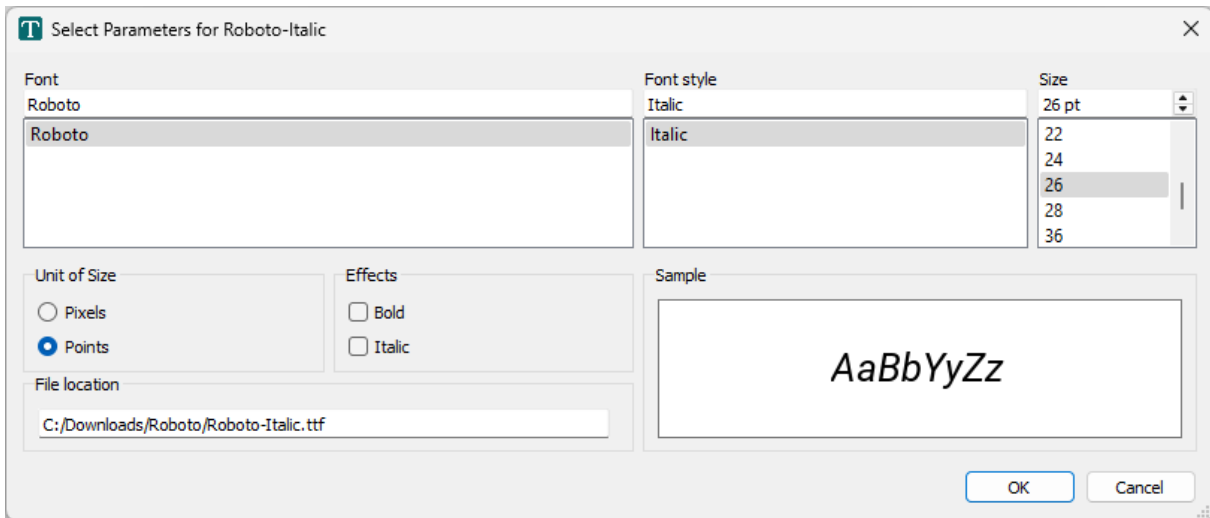 T Select Parameters for Roboto-Italic
Font
Roboto
Roboto
Font style
Italic
Italic
Size
26 pt
22
24
26
28
36
Unit of Size
Pixels
Points
Effects
Bold
Italic
File location
C:/Downloads/Roboto/Roboto-Italic.ttf
Sample
AaBbYyZz
OK
Cancel